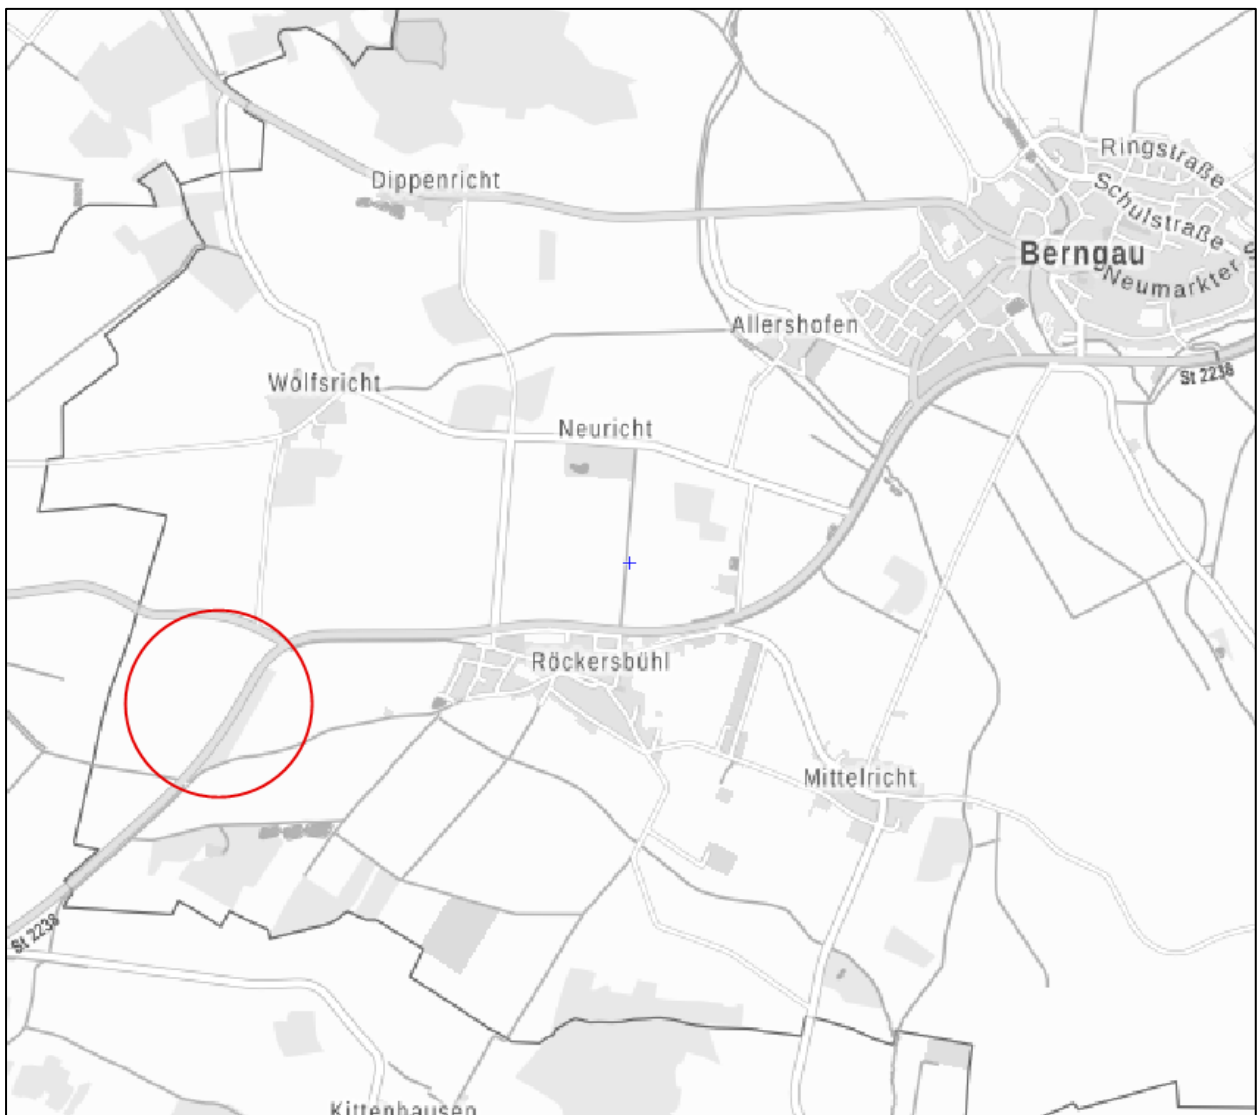 Ringstraße
Dippenricht
Schulstraße
Berngau
Neumarkter
Allershofen
St 2238
Wolfsricht
Neuricht
Röckersbühl
Mittelricht
St 2238
Kittenhausen